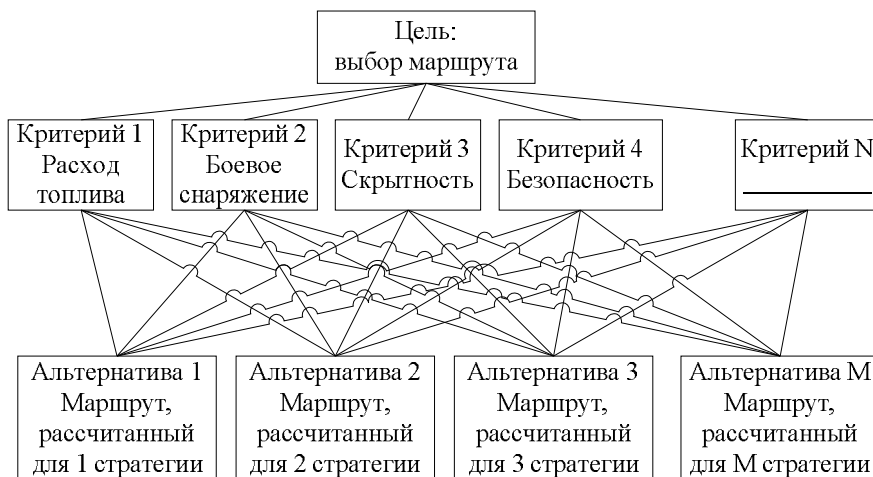 Цель:
выбор маршрута
Критерий 1
Расход
топлива
Критерий 2
Боевое
снаряжение
Критерий 3
Скрытность
Критерий 4
Безопасность
Критерий N
Альтернатива 1
Маршрут,
рассчитанный
для 1 стратегии
Альтернатива 2
Маршрут,
рассчитанный
для 2 стратегии
Альтернатива 3
Маршрут,
рассчитанный
для 3 стратегии
Альтернатива M
Маршрут,
рассчитанный
для M стратегии